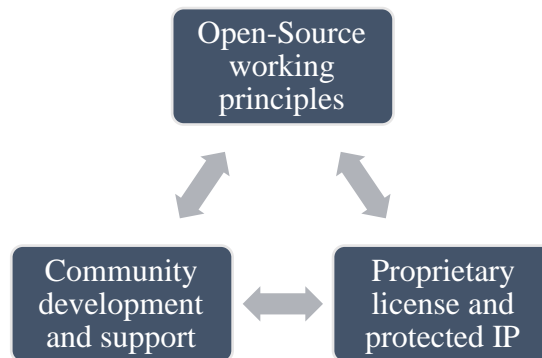 Open-Source
working
principles
Community
development
and support
Proprietary
license and
protected IP